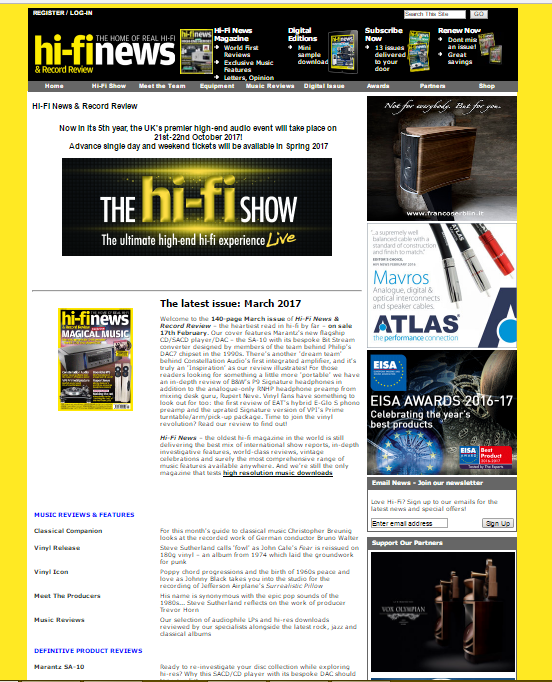 REGISTER / LOG-IN
Search This Site
GO
hi-finews
THE HOME OF REAL HI-FI
& Record Review
Hi-Fi News
Magazine
World First
Reviews
Exclusive Music
Features
Letters, Opinion
Digital
Editions
Mini
sample
download
Subscribe
Now
13 issues
delivered
to your
door
Renew Now
Dont miss
an issue!
Great
savings
Home
Hi-Fi Show
Meet the Team
Equipment
Music Reviews
Digital Issue
Awards
Partners
Shop
Hi-Fi News & Record Review
Now in its 5th year, the UK's premier high-end audio event will take place on
21st-22nd October 2017!
Advance single day and weekend tickets will be available in Spring 2017
THE hi-fi SHOW
The ultimate high-end hi-fi experience Live
The latest issue: March 2017
hi-finews
MAGICAL MUSIC
Welcome to the 140-page March issue of Hi-Fi News &
Record Review – the heartiest read in hi-fi by far – on sale
17th February. Our cover features Marantz's new flagship
CD/SACD player/DAC – the SA-10 with its bespoke Bit Stream
converter designed by members of the team behind Philip's
DAC7 chipset in the 1990s. There's another 'dream team'
behind Constellation Audio's first integrated amplifier, and it's
truly an 'Inspiration' as our review illustrates! For those
readers looking for something a little more 'portable' we have
an in-depth review of B&W's P9 Signature headphones in
addition to the analogue-only RNHP headphone preamp from
mixing desk guru, Rupert Neve. Vinyl fans have something to
look out for too: the first review of EAT's hybrid E-Glo S phono
preamp and the uprated Signature version of VPI's Prime
turntable/arm/pick-up package. Time to join the vinyl
revolution? Read our review to find out!
Hi-Fi News – the oldest hi-fi magazine in the world is still
delivering the best mix of international show reports, in-depth
investigative features, world-class reviews, vintage
celebrations and surely the most comprehensive range of
music features available anywhere. And we're still the only
magazine that tests high resolution music downloads
MUSIC REVIEWS & FEATURES
Classical Companion
For this month's guide to classical music Christopher Breunig
looks at the recorded work of German conductor Bruno Walter
Vinyl Release
Steve Sutherland calls 'fowl' as John Cale's Fear is reissued on
180g vinyl – an album from 1974 which laid the groundwork
for punk
Vinyl Icon
Poppy chord progressions and the birth of 1960s peace and
love as Johnny Black takes you into the studio for the
recording of Jefferson Airplane's Surrealistic Pillow
Meet The Producers
His name is synonymous with the epic pop sounds of the
1980s... Steve Sutherland reflects on the work of producer
Trevor Horn
Music Reviews
Our selection of audiophile LPs and hi-res downloads
reviewed by our specialists alongside the latest rock, jazz and
classical albums
DEFINITIVE PRODUCT REVIEWS
Marantz SA-10
Ready to re-investigate your disc collection while exploring
hi-res? Why this SACD/CD player with its bespoke DAC should
Not for everybody. But for you.
www.francoserblin.it
"...a supremely well
balanced cable with a
standard of construction
and finish to match."
EDITOR'S CHOICE
HIFI NEWS FEBRUARY 2016
Mavros
Analogue, digital &
optical interconnects
and speaker cables.
ATLAS
the performance connection
EISA
EISA AWARDS 2016-17
Celebrating the year's
best products
EISA
Best
Product
2016-2017
Tested by the Experts
Email News - Join our newsletter
Love Hi-Fi? Sign up to our emails for the
latest news and special offers!
Enter email address
Sign Up
Support Our Partners
VOX OLYMPIAN